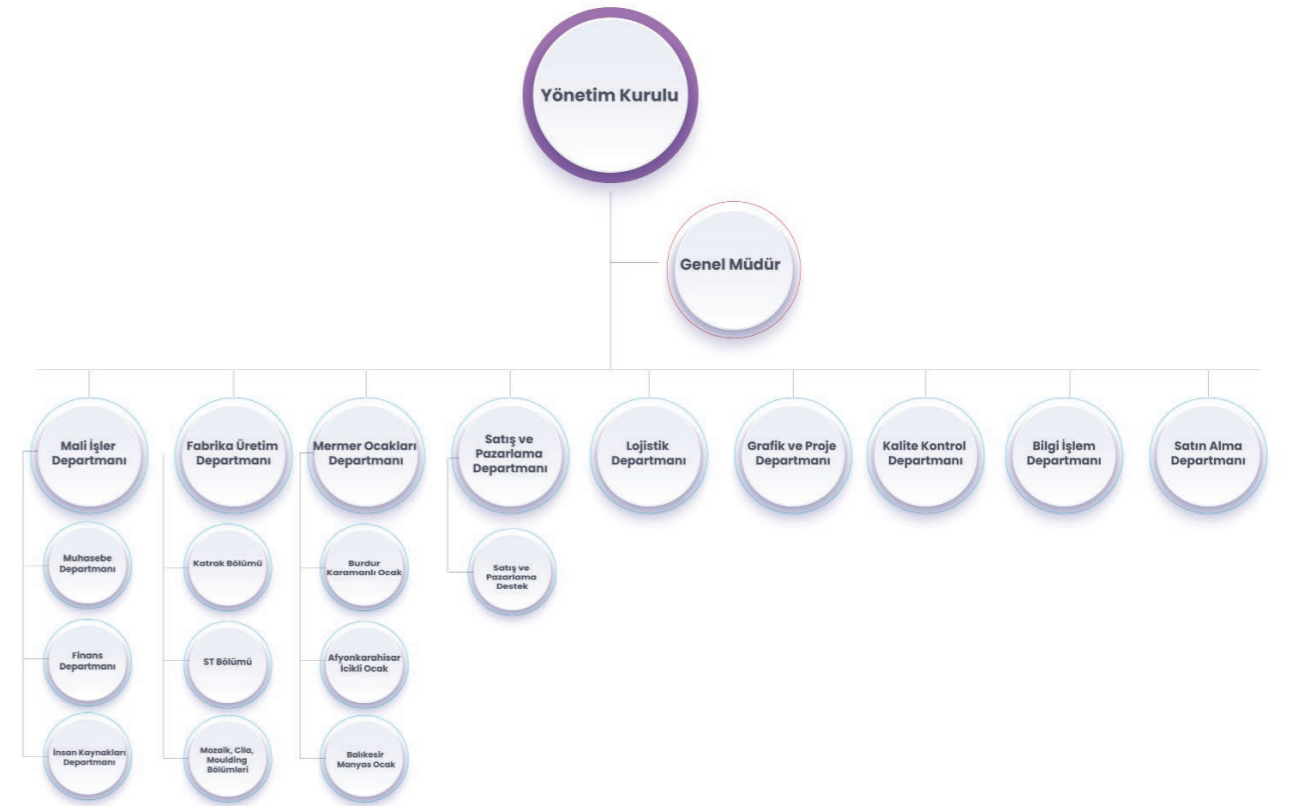 Yönetim Kurulu
Genel Müdür
Mali İşler
Departmanı
Fabrika Üretim
Departmanı
Mermer Ocakları
Departmanı
Satış ve
Pazarlama
Departmanı
Lojistik
Departmanı
Grafik ve Proje
Departmanı
Kalite Kontrol
Departmanı
Bilgi İşlem
Departmanı
Satın Alma
Departmanı
Muhasebe
Departmanı
Katrak Bölümü
Burdur
Karamanlı Ocak
Satış ve
Pazarlama
Destek
Finans
Departmanı
ST Bölümü
Afyonkarahisar
İcikli Ocak
İnsan Kaynakları
Departmanı
Mozaik, Cila,
Moulding
Bölümleri
Balıkesir
Manyas Ocak